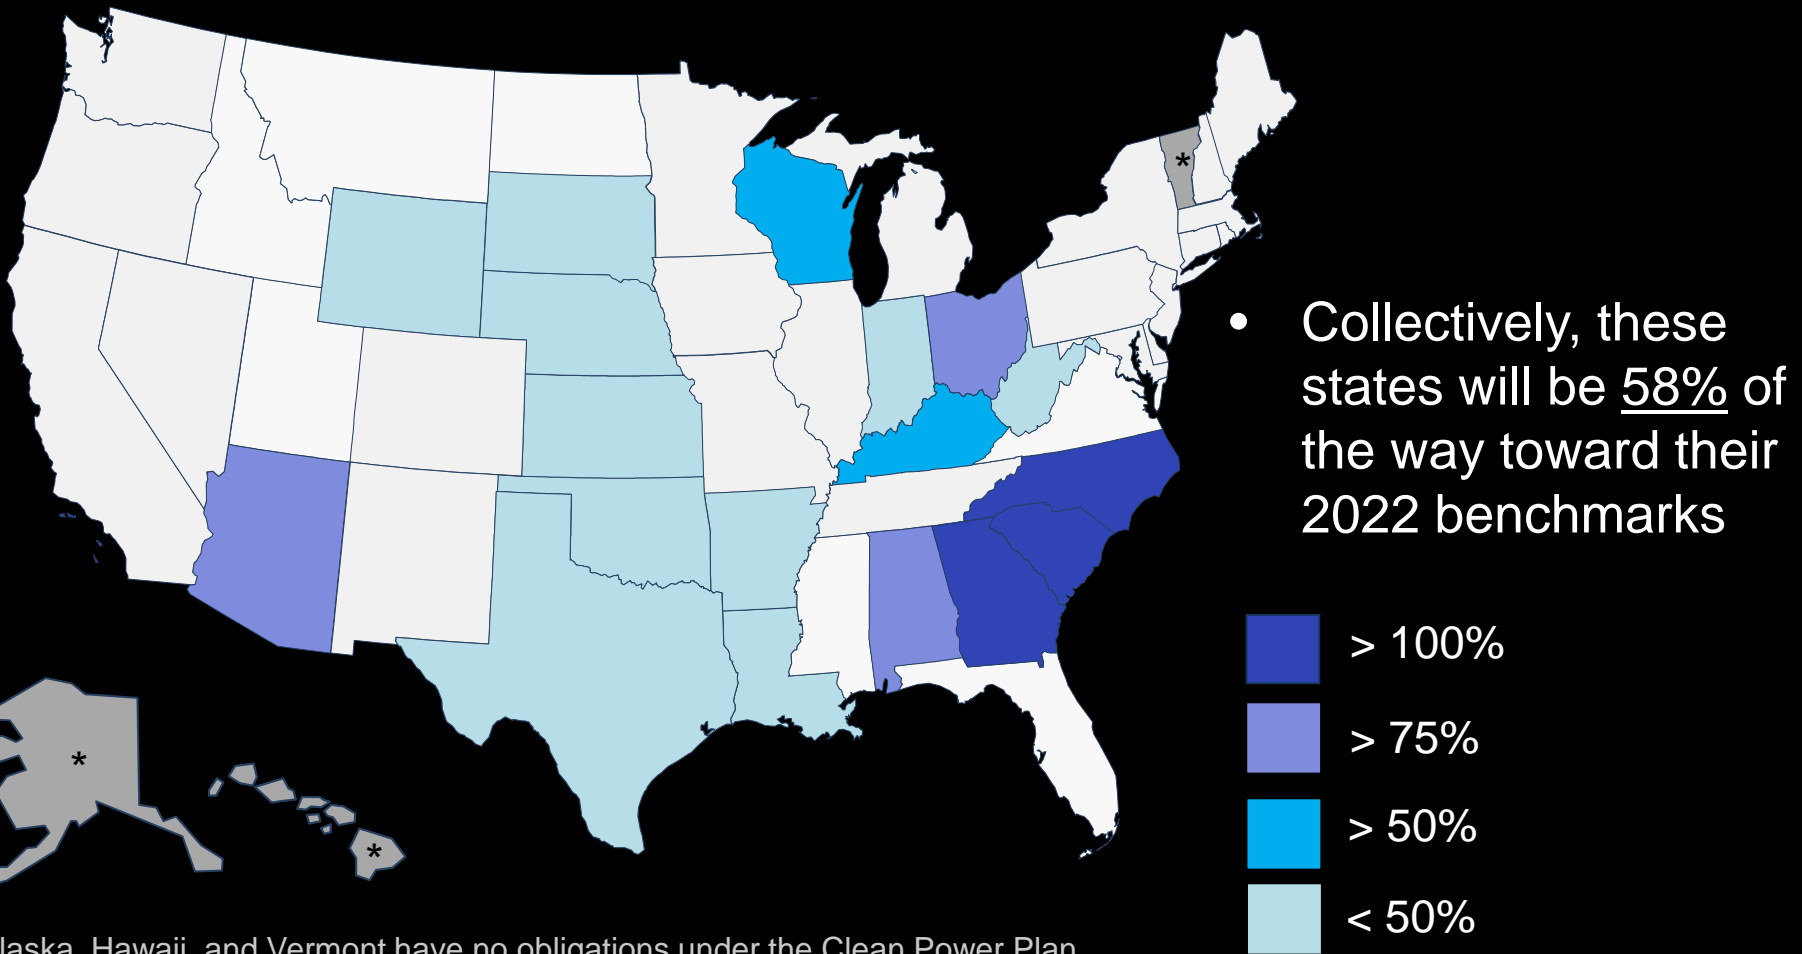 *
• Collectively, these
states will be 58% of
the way toward their
2022 benchmarks
> 100%
> 75%
*
> 50%
*
< 50%
Hawaii, and Vermont have no obligations under the Clean Power Plan